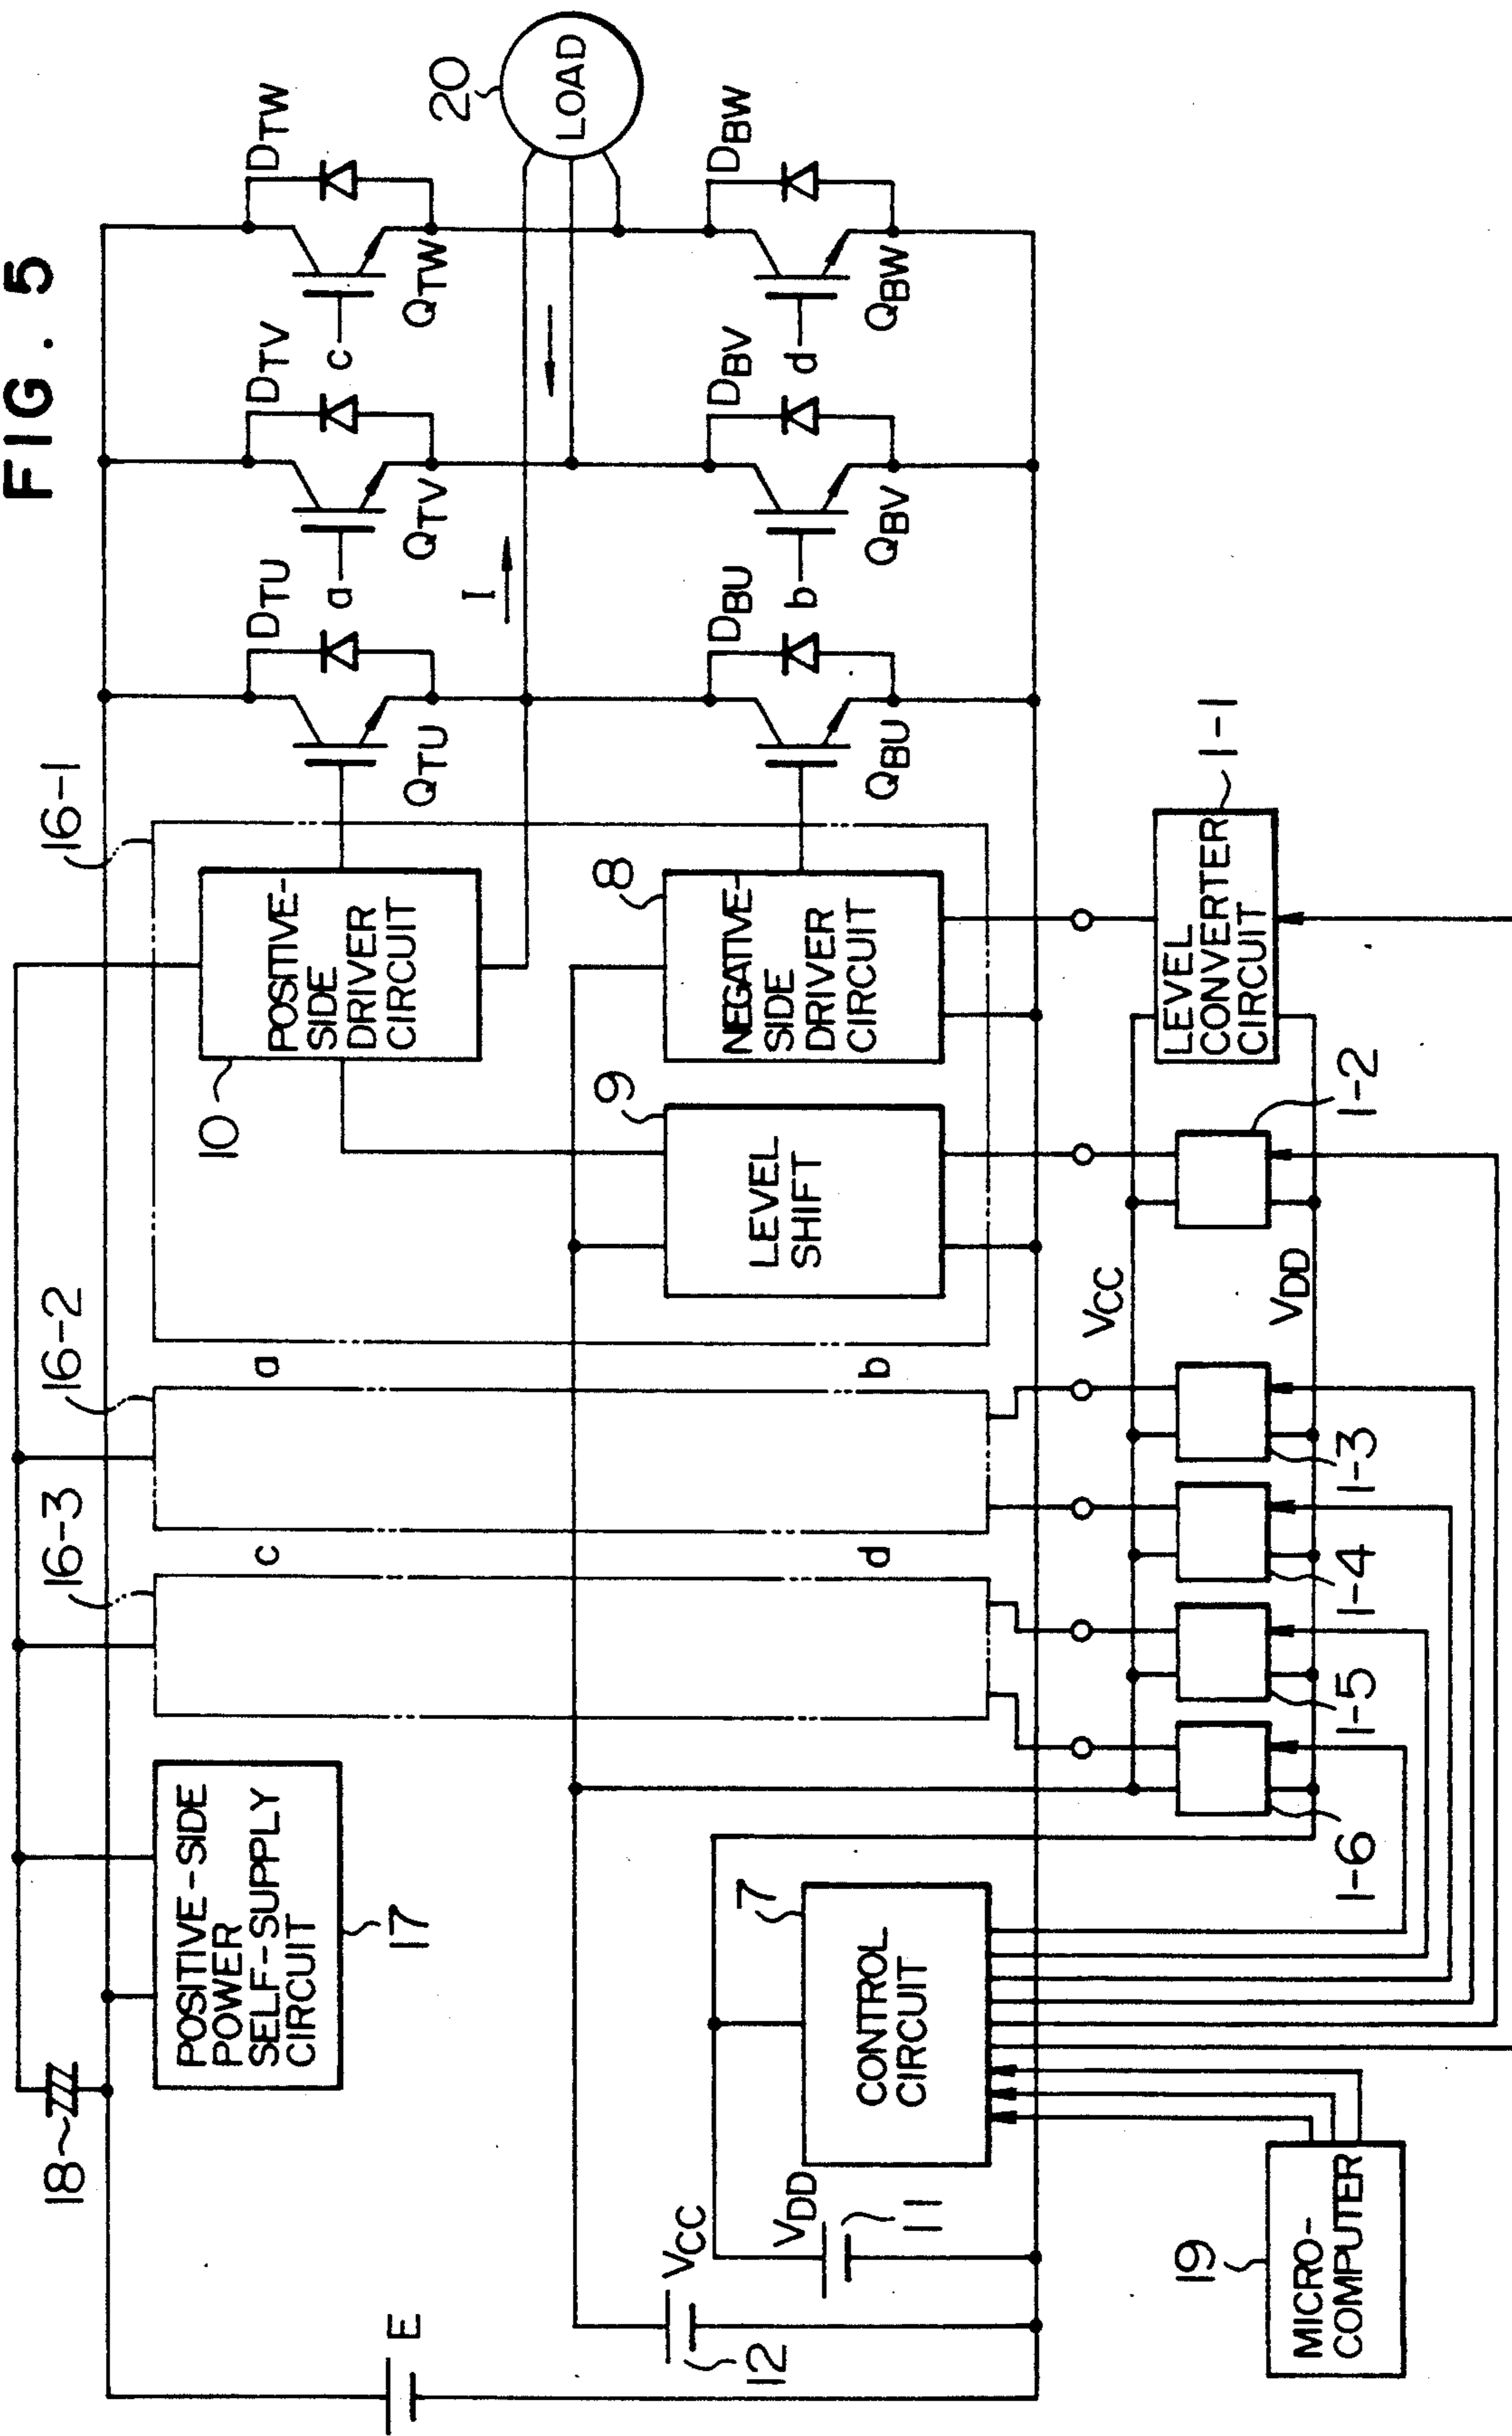 FIG. 5
18
16-3
16-2
16-1
DTU
DTV
DTW
20
LOAD
POSITIVE-SIDE
POWER
SELF-SUPPLY
CIRCUIT
17
c
a
10
POSITIVE-
SIDE
DRIVER
CIRCUIT
a
c
QTU
QTV
QTW
I
E
VCC
12
VDD
11
7
CONTROL
CIRCUIT
d
b
9
LEVEL
SHIFT
8
NEGATIVE-
SIDE
DRIVER
CIRCUIT
DBU
DBV
DBW
b
d
QBU
QBV
QBW
VCC
VDD
1-6
1-5
1-4
1-3
1-2
LEVEL
CONVERTER
CIRCUIT
1-1
19
MICRO-
COMPUTER